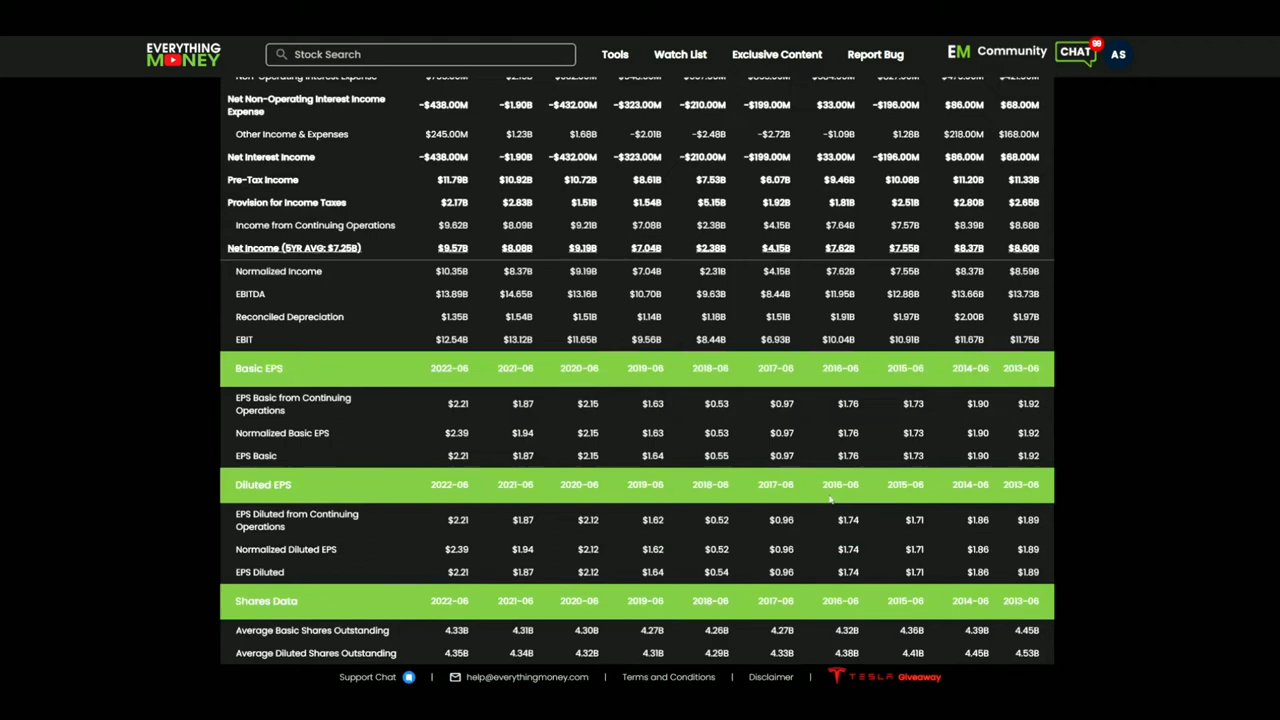 EVERYTHING
MONEY
Stock Search
Tools
Watch List
Exclusive Content
Report Bug
EM Community
CHAT
99
AS
Net Non-Operating Interest Income Expense -$438.00M -$1.90B -$432.00M -$323.00M -$210.00M -$199.00M $33.00M -$196.00M $86.00M $68.00M
Other Income & Expenses $245.00M $1.23B $1.68B -$2.01B -$2.48B -$2.72B -$1.09B $1.28B $218.00M $168.00M
Net Interest Income -$438.00M -$1.90B -$432.00M -$323.00M -$210.00M -$199.00M $33.00M -$196.00M $86.00M $68.00M
Pre-Tax Income $11.79B $10.92B $10.72B $8.61B $7.53B $6.07B $9.46B $10.08B $11.20B $11.33B
Provision for Income Taxes $2.17B $2.83B $1.51B $1.54B $5.15B $1.92B $1.81B $2.51B $2.80B $2.65B
Income from Continuing Operations $9.62B $8.09B $9.21B $7.08B $2.38B $4.15B $7.64B $7.57B $8.39B $8.68B
Net Income (5YR AVG: $7.25B) $9.57B $8.08B $9.19B $7.04B $2.38B $4.15B $7.62B $7.55B $8.37B $8.60B
Normalized Income $10.35B $8.37B $9.19B $7.04B $2.31B $4.15B $7.62B $7.55B $8.37B $8.59B
EBITDA $13.89B $14.65B $13.16B $10.70B $9.63B $8.44B $11.95B $12.88B $13.66B $13.73B
Reconciled Depreciation $1.35B $1.54B $1.51B $1.14B $1.18B $1.51B $1.91B $1.97B $2.00B $1.97B
EBIT $12.54B $13.12B $11.65B $9.56B $8.44B $6.93B $10.04B $10.91B $11.67B $11.75B
Basic EPS 2022-06 2021-06 2020-06 2019-06 2018-06 2017-06 2016-06 2015-06 2014-06 2013-06
EPS Basic from Continuing Operations $2.21 $1.87 $2.15 $1.63 $0.53 $0.97 $1.76 $1.73 $1.90 $1.92
Normalized Basic EPS $2.39 $1.94 $2.15 $1.63 $0.53 $0.97 $1.76 $1.73 $1.90 $1.92
EPS Basic $2.21 $1.87 $2.15 $1.64 $0.55 $0.97 $1.76 $1.73 $1.90 $1.92
Diluted EPS 2022-06 2021-06 2020-06 2019-06 2018-06 2017-06 2016-06 2015-06 2014-06 2013-06
EPS Diluted from Continuing Operations $2.21 $1.87 $2.12 $1.62 $0.52 $0.96 $1.74 $1.71 $1.86 $1.89
Normalized Diluted EPS $2.39 $1.94 $2.12 $1.62 $0.52 $0.96 $1.74 $1.71 $1.86 $1.89
EPS Diluted $2.21 $1.87 $2.12 $1.64 $0.54 $0.96 $1.74 $1.71 $1.86 $1.89
Shares Data 2022-06 2021-06 2020-06 2019-06 2018-06 2017-06 2016-06 2015-06 2014-06 2013-06
Average Basic Shares Outstanding 4.33B 4.31B 4.30B 4.27B 4.26B 4.27B 4.32B 4.36B 4.39B 4.45B
Average Diluted Shares Outstanding 4.35B 4.34B 4.32B 4.31B 4.29B 4.33B 4.38B 4.41B 4.45B 4.53B
Support Chat | help@everythingmoney.com | Terms and Conditions | Disclaimer | TESLA Giveaway